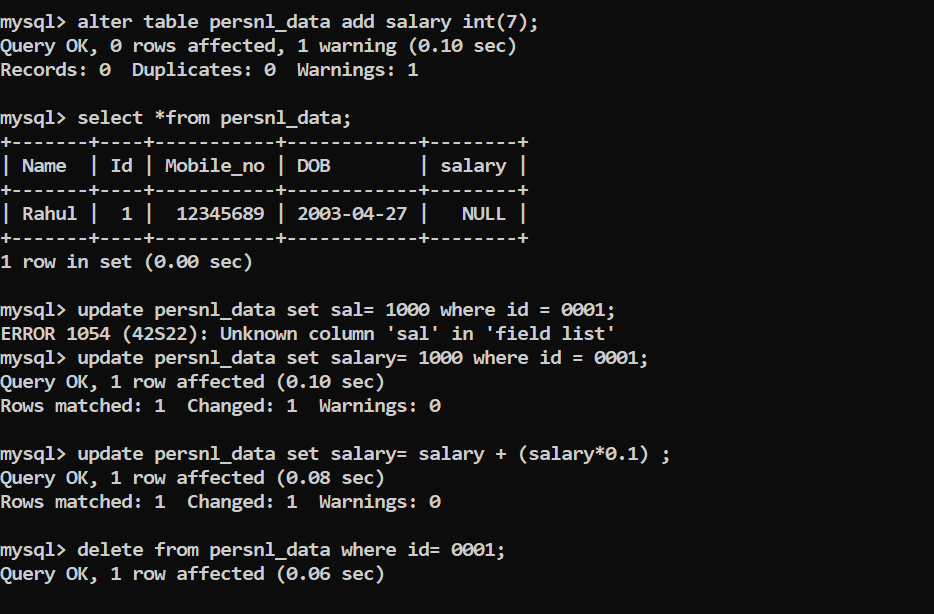 mysql> alter table persnl_data add salary int(7);
Query OK, 0 rows affected, 1 warning (0.10 sec)
Records: 0  Duplicates: 0  Warnings: 1
mysql> select *from persnl_data;
+-------+----+-----------+------------+--------+
| Name  | Id | Mobile_no | DOB        | salary |
+-------+----+-----------+------------+--------+
| Rahul |  1 |  12345689 | 2003-04-27 |   NULL |
+-------+----+-----------+------------+--------+
1 row in set (0.00 sec)
mysql> update persnl_data set sal= 1000 where id = 0001;
ERROR 1054 (42S22): Unknown column 'sal' in 'field list'
mysql> update persnl_data set salary= 1000 where id = 0001;
Query OK, 1 row affected (0.10 sec)
Rows matched: 1  Changed: 1  Warnings: 0
mysql> update persnl_data set salary= salary + (salary*0.1) ;
Query OK, 1 row affected (0.08 sec)
Rows matched: 1  Changed: 1  Warnings: 0
mysql> delete from persnl_data where id= 0001;
Query OK, 1 row affected (0.06 sec)